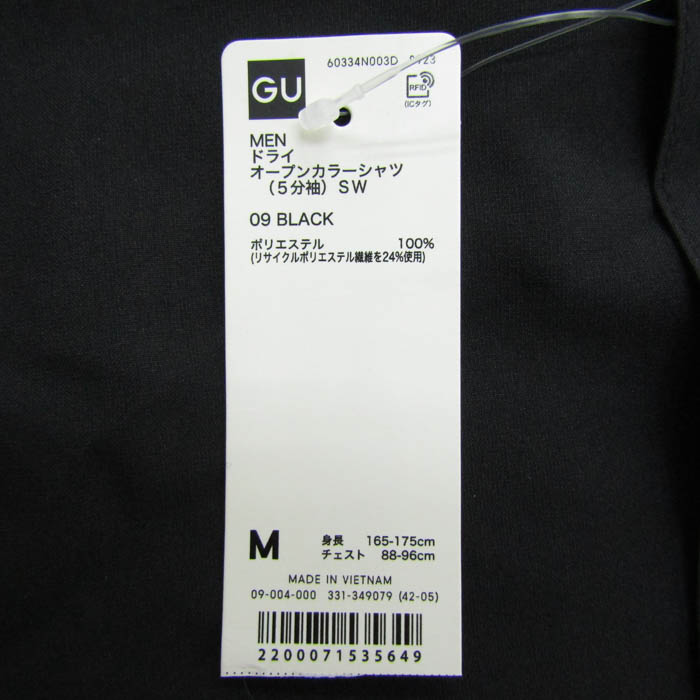 GU
60334N003D
RFID
(ICタグ)
MEN
ドライ
オープンカラーシャツ
(5分袖) SW
09 BLACK
ポリエステル 100%
(リサイクルポリエステル繊維を24%使用)
M 身長 165-175cm
チェスト 88-96cm
MADE IN VIETNAM
09-004-000 331-349079 (42-05)
2200071535649